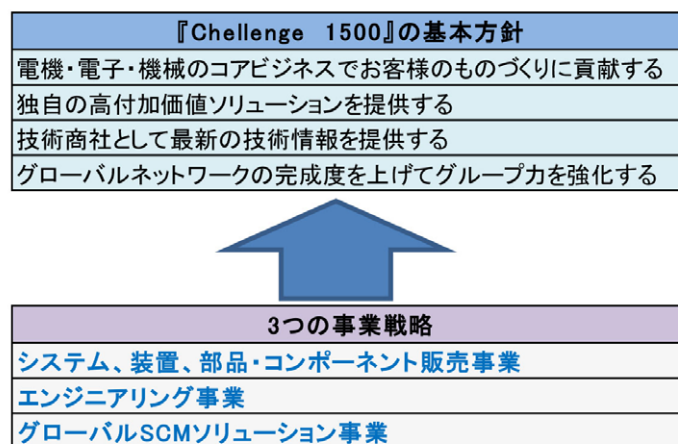 『Chellenge　1500』の基本方針
電機・電子・機械のコアビジネスでお客様のものづくりに貢献する
独自の高付加価値ソリューションを提供する
技術商社として最新の技術情報を提供する
グローバルネットワークの完成度を上げてグループ力を強化する
3つの事業戦略
システム、装置、部品・コンポーネント販売事業
エンジニアリング事業
グローバルSCMソリューション事業